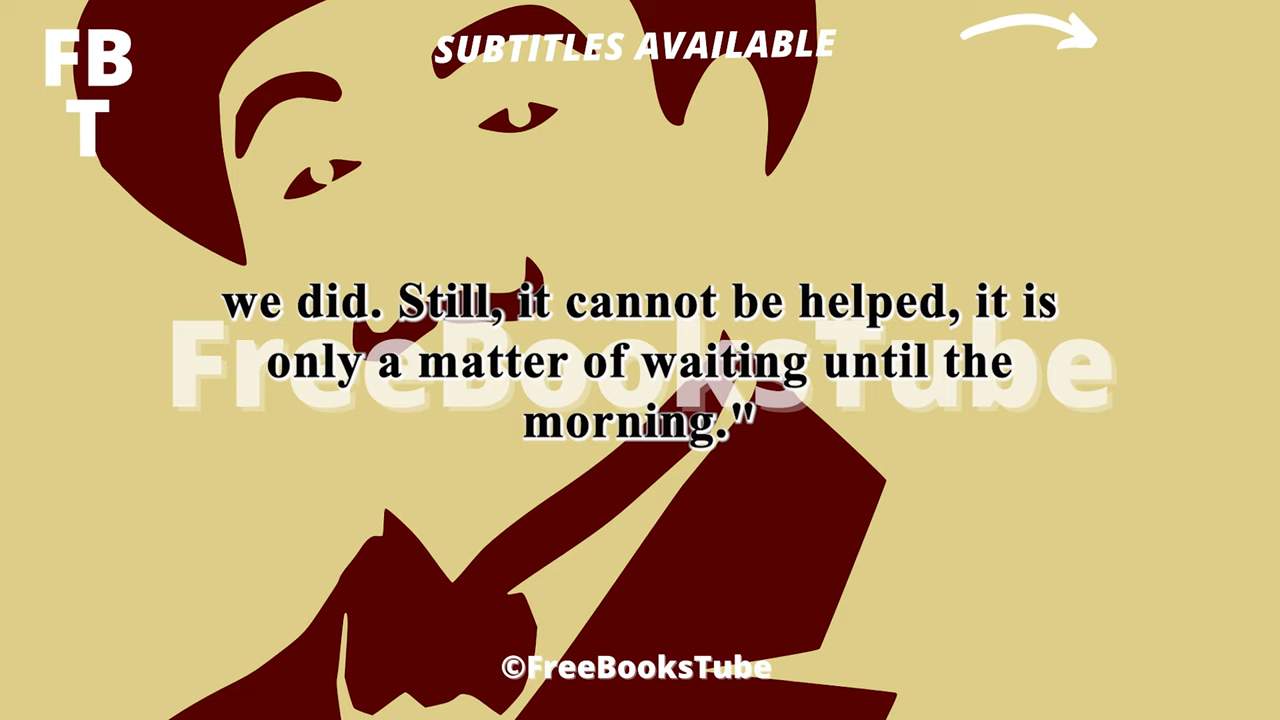 FB
T
SUBTITLES AVAILABLE
we did. Still, it cannot be helped, it is
only a matter of waiting until the
morning."
FreeBooksTube
©FreeBooksTube